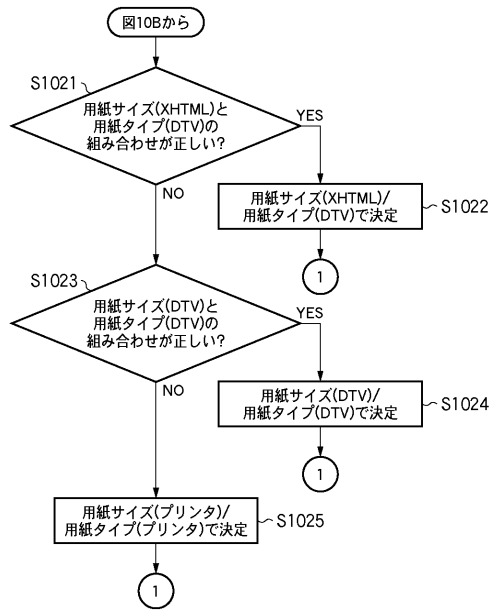 図10Bから
S1021
用紙サイズ(XHTML)と
用紙タイプ(DTV)の
組み合わせが正しい?
YES
NO
用紙サイズ(XHTML)/
用紙タイプ(DTV)で決定
S1022
1
S1023
用紙サイズ(DTV)と
用紙タイプ(DTV)の
組み合わせが正しい?
YES
NO
用紙サイズ(DTV)/
用紙タイプ(DTV)で決定
S1024
1
用紙サイズ(プリンタ)/
用紙タイプ(プリンタ)で決定
S1025
1